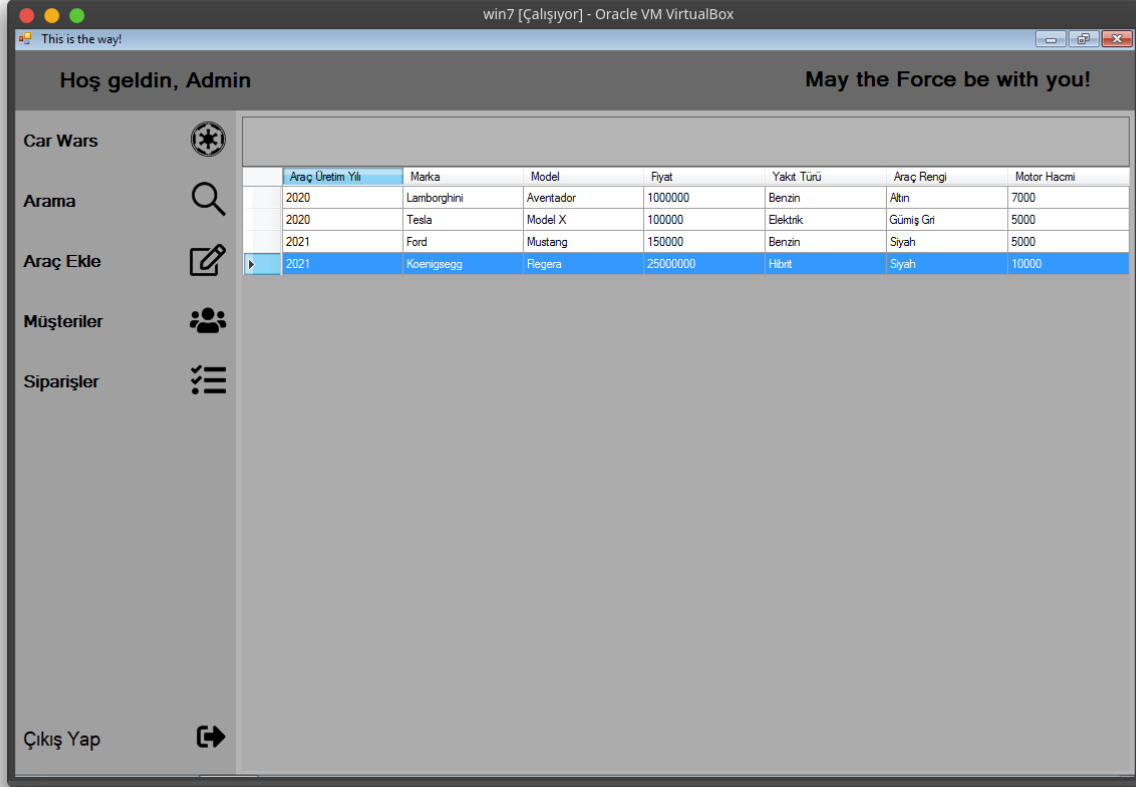 win7 [Çalışıyor] - Oracle VM VirtualBox
This is the way!
Hoş geldin, Admin
May the Force be with you!
Car Wars
Arama
Araç Ekle
Müşteriler
Siparişler
Çıkış Yap
Araç Üretim Yılı Marka Model Fiyat Yakıt Türü Araç Rengi Motor Hacmi
2020 Lamborghini Aventador 1000000 Benzin Altın 7000
2020 Tesla Model X 100000 Elektrik Gümiş Gri 5000
2021 Ford Mustang 150000 Benzin Siyah 5000
2021 Koenigsegg Regera 25000000 Hibrit Siyah 10000